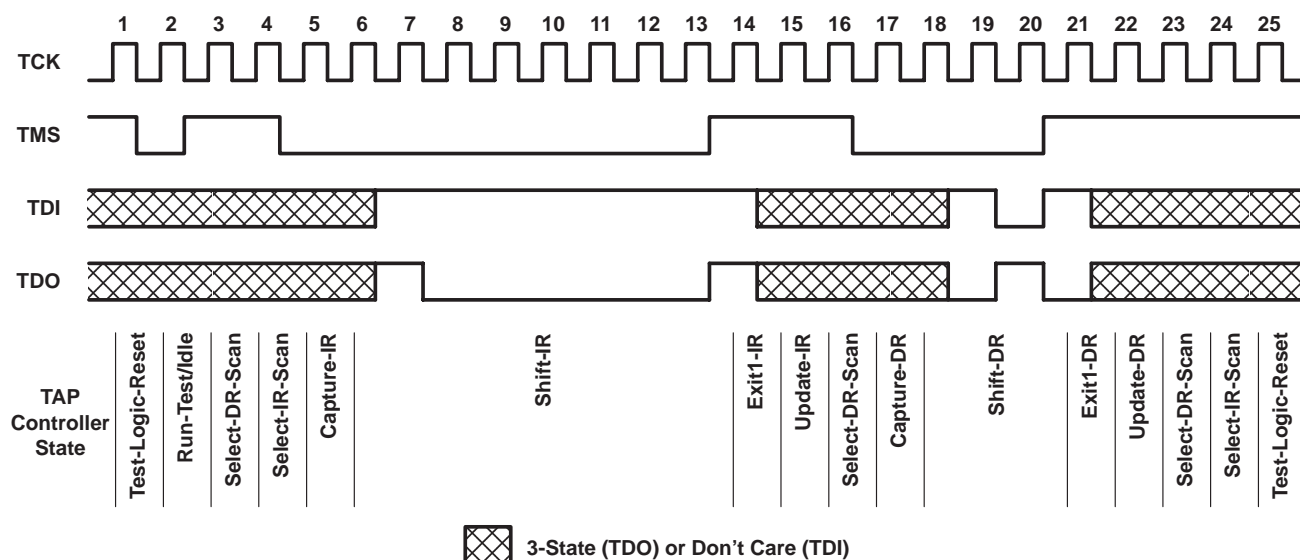 1 2 3 4 5 6 7 8 9 10 11 12 13 14 15 16 17 18 19 20 21 22 23 24 25
TCK
TMS
TDI
TDO
TAP
Controller
State
Test-Logic-Reset
Run-Test/Idle
Select-DR-Scan
Select-IR-Scan
Capture-IR
Shift-IR
Exit1-IR
Update-IR
Select-DR-Scan
Capture-DR
Shift-DR
Exit1-DR
Update-DR
Select-DR-Scan
Select-IR-Scan
Test-Logic-Reset
3-State (TDO) or Don’t Care (TDI)